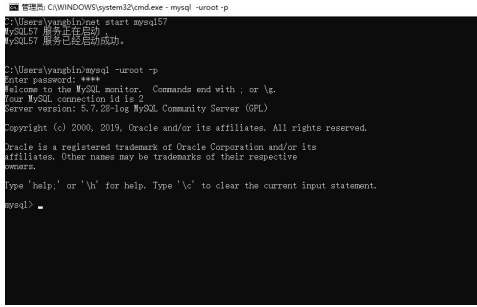 管理员: C:\WINDOWS\system32\cmd.exe - mysql -uroot -p
C:\Users\yangbin>net start mysql57
MySQL57 服务正在启动 .
MySQL57 服务已经启动成功。
C:\Users\yangbin>mysql -uroot -p
Enter password: ****
Welcome to the MySQL monitor.  Commands end with ; or \g.
Your MySQL connection id is 2
Server version: 5.7.28-log MySQL Community Server (GPL)
Copyright (c) 2000, 2019, Oracle and/or its affiliates. All rights reserved.
Oracle is a registered trademark of Oracle Corporation and/or its
affiliates. Other names may be trademarks of their respective
owners.
Type 'help;' or '\h' for help. Type '\c' to clear the current input statement.
mysql>